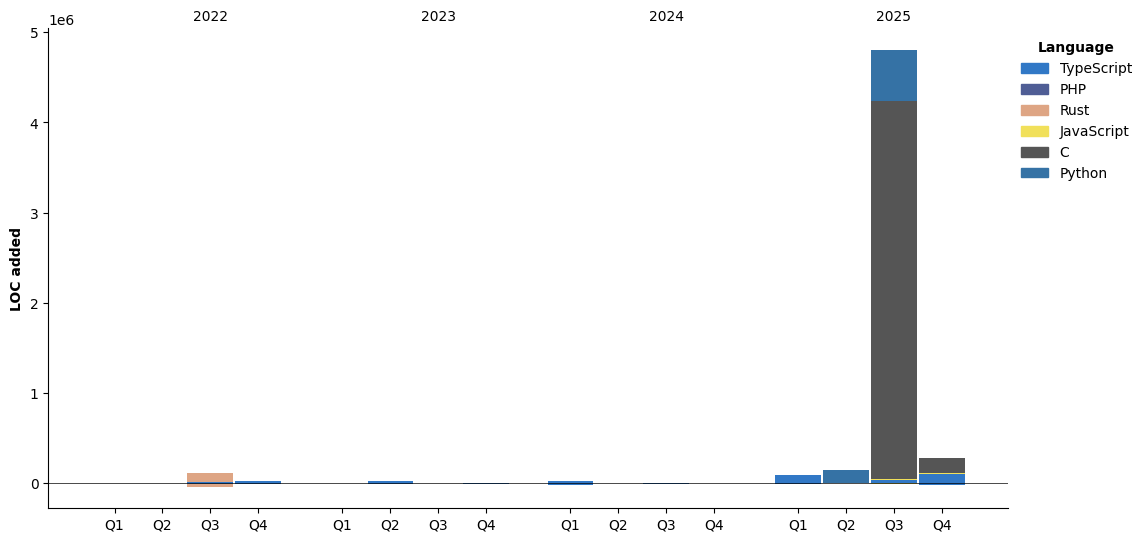 1e6
2022 2023 2024 2025
5
4
3
2
1
0
LOC added
Q1 Q2 Q3 Q4 Q1 Q2 Q3 Q4 Q1 Q2 Q3 Q4 Q1 Q2 Q3 Q4
Language
TypeScript
PHP
Rust
JavaScript
C
Python